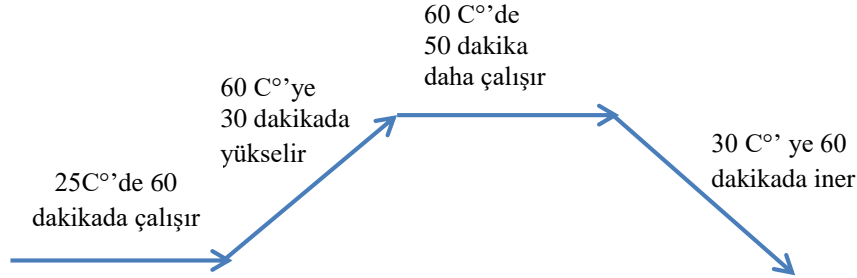 25C°’de 60
dakikada çalışır
60 C°’ye
30 dakikada
yükselir
60 C°’de
50 dakika
daha çalışır
30 C°’ ye 60
dakikada iner